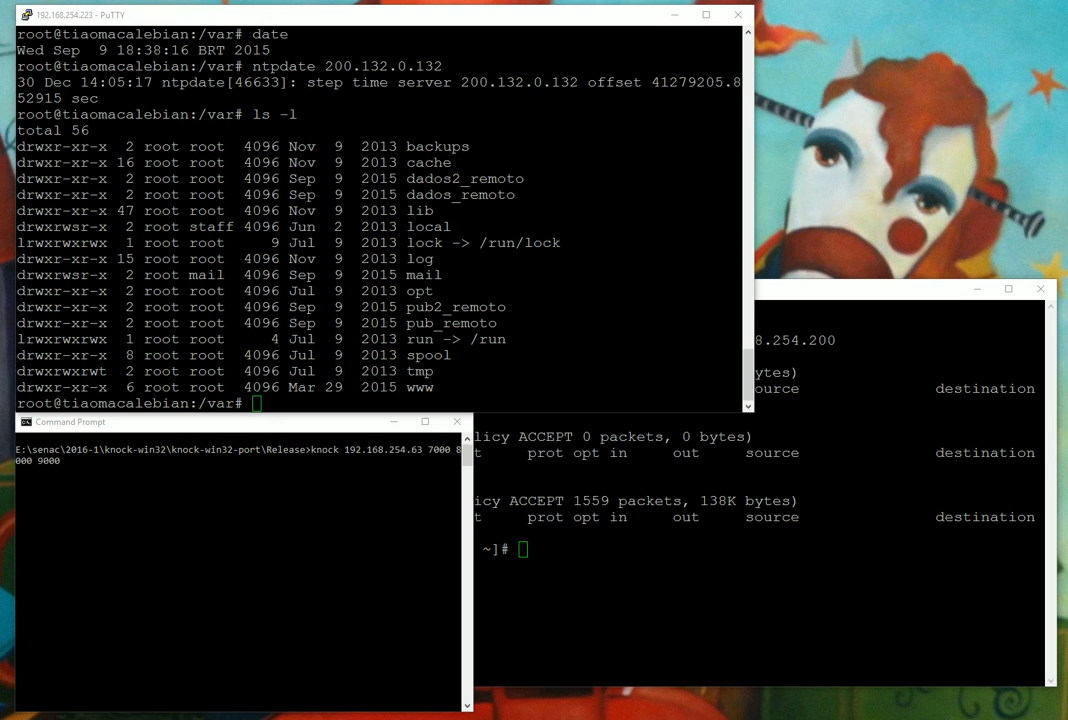 192.168.254.223 - PuTTY
root@tiaomacalebian:/var# date
Wed Sep  9 18:38:16 BRT 2015
root@tiaomacalebian:/var# ntpdate 200.132.0.132
30 Dec 14:05:17 ntpdate[46633]: step time server 200.132.0.132 offset 41279205.8
52915 sec
root@tiaomacalebian:/var# ls -l
total 56
drwxr-xr-x  2 root root  4096 Nov  9  2013 backups
drwxr-xr-x 16 root root  4096 Nov  9  2013 cache
drwxr-xr-x  2 root root  4096 Sep  9  2015 dados2_remoto
drwxr-xr-x  2 root root  4096 Sep  9  2015 dados_remoto
drwxr-xr-x 47 root root  4096 Nov  9  2013 lib
drwxrwsr-x  2 root staff 4096 Jun  2  2013 local
lrwxrwxrwx  1 root root     9 Jul  9  2013 lock -> /run/lock
drwxr-xr-x 15 root root  4096 Nov  9  2013 log
drwxrwsr-x  2 root mail  4096 Sep  9  2015 mail
drwxr-xr-x  2 root root  4096 Jul  9  2013 opt
drwxr-xr-x  2 root root  4096 Sep  9  2015 pub2_remoto
drwxr-xr-x  2 root root  4096 Sep  9  2015 pub_remoto
lrwxrwxrwx  1 root root     4 Jul  9  2013 run -> /run
drwxr-xr-x  8 root root  4096 Jul  9  2013 spool
drwxrwxrwt  2 root root  4096 Jul  9  2013 tmp
drwxr-xr-x  6 root root  4096 Mar 29  2015 www
root@tiaomacalebian:/var#
Command Prompt
E:\senac\2016-1\knock-win32\knock-win32-port\Release>knock 192.168.254.63 7000 8
000 9000
8.254.200
ytes)
ource destination
licy ACCEPT 0 packets, 0 bytes)
t prot opt in out source destination
icy ACCEPT 1559 packets, 138K bytes)
t prot opt in out source destination
~]#